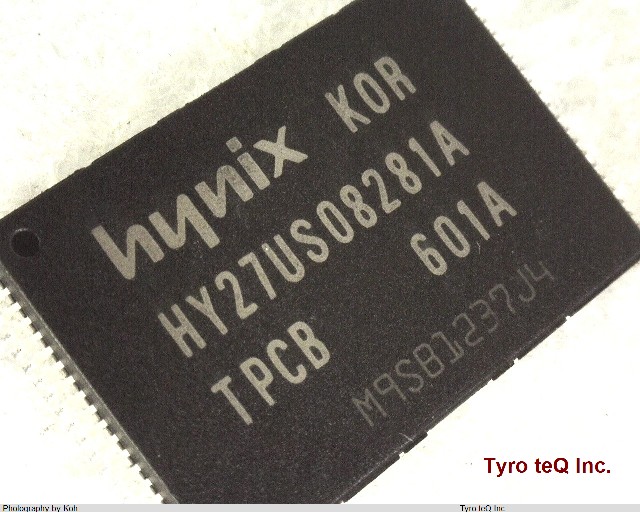 hynix KOR
HY27US08281A
TPCB 601A
M9SB1237J4
Tyro teQ Inc.
Photography by Koh Tyro teQ Inc